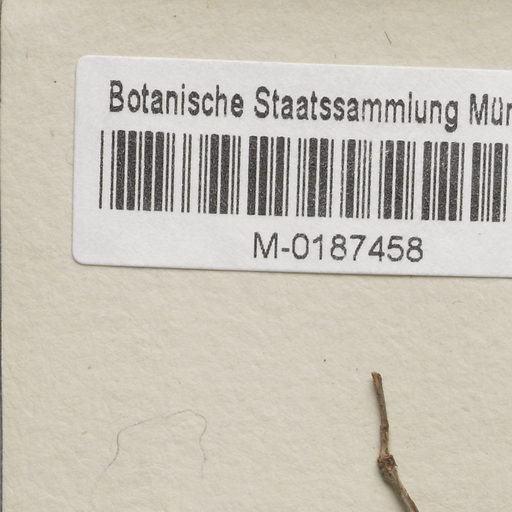 Botanische Staatssammlung Mün
M-0187458